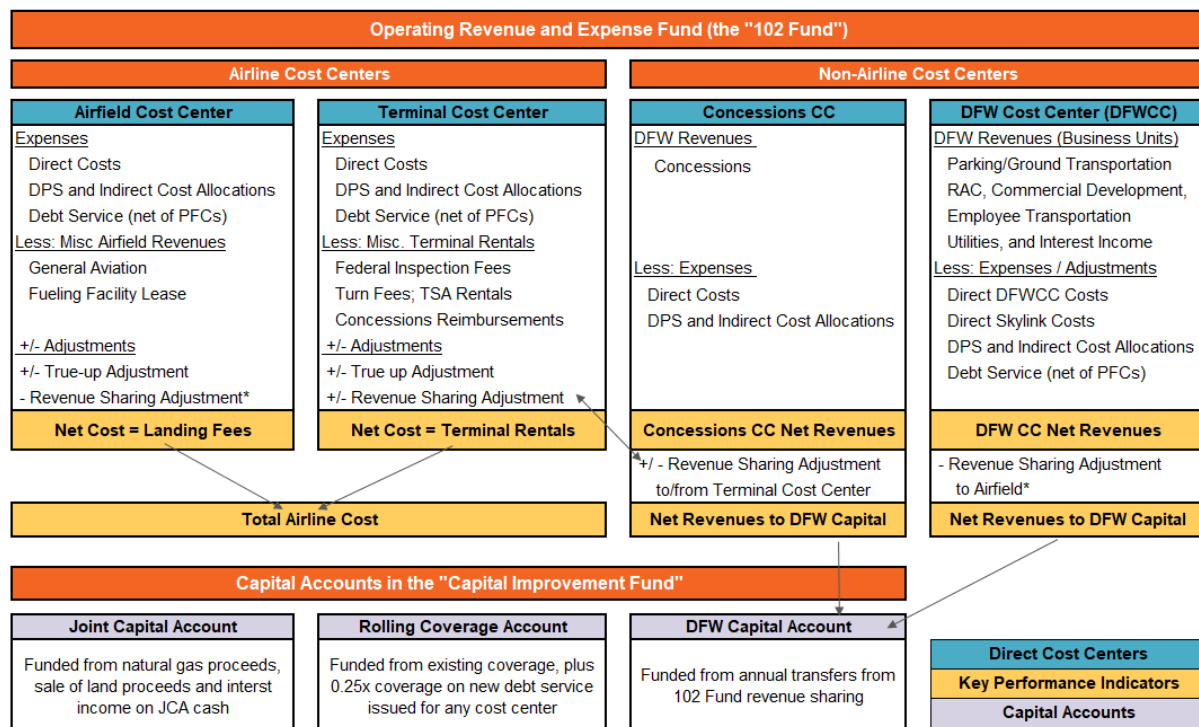 Operating Revenue and Expense Fund (the "102 Fund")
Airline Cost Centers
Non-Airline Cost Centers
Airfield Cost Center
Expenses
Direct Costs
DPS and Indirect Cost Allocations
Debt Service (net of PFCs)
Less: Misc Airfield Revenues
General Aviation
Fueling Facility Lease
+/- Adjustments
+/- True-up Adjustment
- Revenue Sharing Adjustment*
Net Cost = Landing Fees
Terminal Cost Center
Expenses
Direct Costs
DPS and Indirect Cost Allocations
Debt Service (net of PFCs)
Less: Misc. Terminal Rentals
Federal Inspection Fees
Turn Fees; TSA Rentals
Concessions Reimbursements
+/- Adjustments
+/- True up Adjustment
+/- Revenue Sharing Adjustment
Net Cost = Terminal Rentals
Total Airline Cost
Concessions CC
DFW Revenues
Concessions
Less: Expenses
Direct Costs
DPS and Indirect Cost Allocations
Concessions CC Net Revenues
+/ - Revenue Sharing Adjustment
to/from Terminal Cost Center
Net Revenues to DFW Capital
DFW Cost Center (DFWCC)
DFW Revenues (Business Units)
Parking/Ground Transportation
RAC, Commercial Development,
Employee Transportation
Utilities, and Interest Income
Less: Expenses / Adjustments
Direct DFWCC Costs
Direct Skylink Costs
DPS and Indirect Cost Allocations
Debt Service (net of PFCs)
DFW CC Net Revenues
- Revenue Sharing Adjustment
to Airfield*
Net Revenues to DFW Capital
Capital Accounts in the "Capital Improvement Fund"
Joint Capital Account
Funded from natural gas proceeds,
sale of land proceeds and interst
income on JCA cash
Rolling Coverage Account
Funded from existing coverage, plus
0.25x coverage on new debt service
issued for any cost center
DFW Capital Account
Funded from annual transfers from
102 Fund revenue sharing
Direct Cost Centers
Key Performance Indicators
Capital Accounts